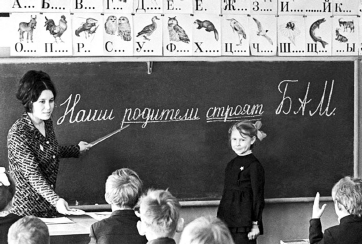 А... Б... В... Г... Д... Е... Ж... З... И... ...й К...
О... П... Р... С... Т... У... Ф... Х... Ц... Ч... Ш... Щ... ...ы
Наши родители строят БАМ.